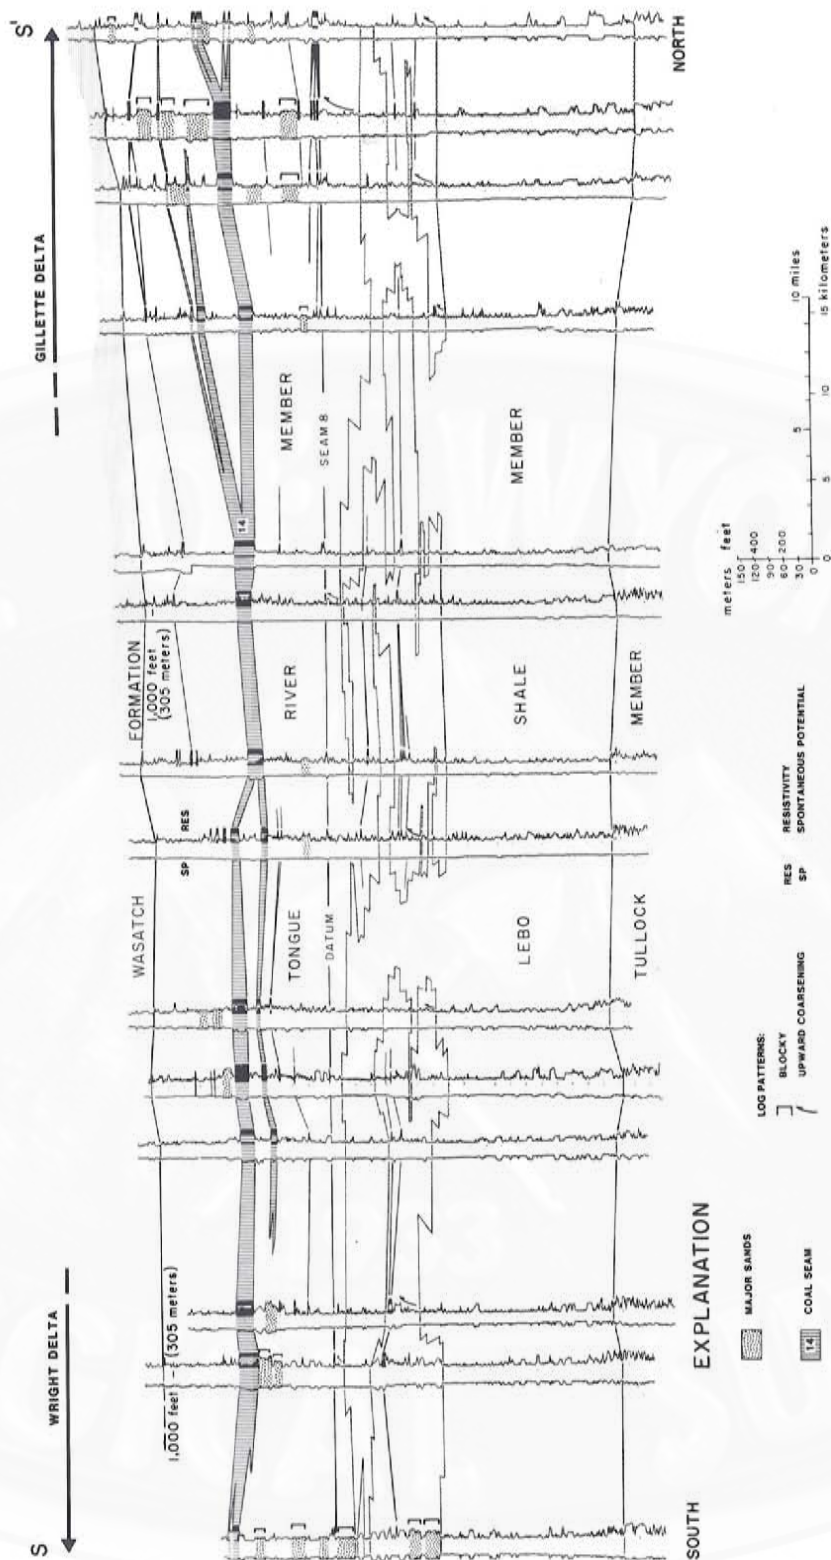 S
S'
WRIGHT DELTA
GILLETTE DELTA
1,000 feet – (305 meters)
WASATCH FORMATION
1,000 feet
(305 meters)
SP RES
TONGUE RIVER MEMBER
DATUM SEAM 8
14
LEBO SHALE MEMBER
TULLOCK MEMBER
SOUTH
NORTH
EXPLANATION
MAJOR SANDS
14 COAL SEAM
LOG PATTERNS:
BLOCKY
UPWARD COARSENING
RES RESISTIVITY
SP SPONTANEOUS POTENTIAL
meters feet
150
120 400
90
60 200
30
0 0
0 5 10 miles
0 5 10 15 kilometers